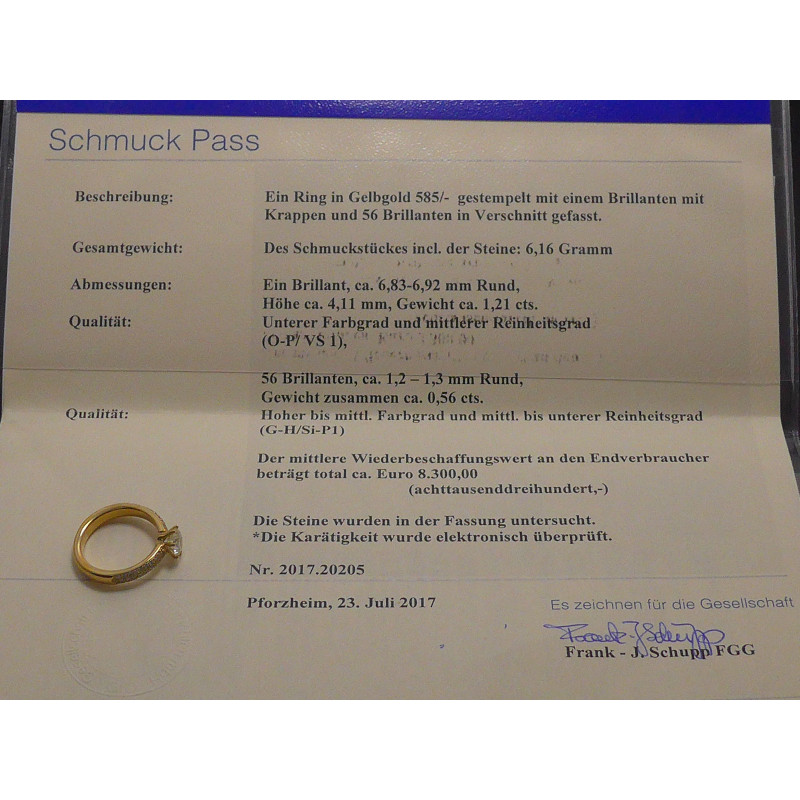 Schmuck Pass
Beschreibung: Ein Ring in Gelbgold 585/- gestempelt mit einem Brillanten mit
Krappen und 56 Brillanten in Verschnitt gefasst.
Gesamtgewicht: Des Schmuckstückes incl. der Steine: 6,16 Gramm
Abmessungen: Ein Brillant, ca. 6,83-6,92 mm Rund,
Höhe ca. 4,11 mm, Gewicht ca. 1,21 cts.
Qualität: Unterer Farbgrad und mittlerer Reinheitsgrad
(O-P/ VS 1),
56 Brillanten, ca. 1,2 – 1,3 mm Rund,
Gewicht zusammen ca. 0,56 cts.
Qualität: Hoher bis mittl. Farbgrad und mittl. bis unterer Reinheitsgrad
(G-H/Si-P1)
Der mittlere Wiederbeschaffungswert an den Endverbraucher
beträgt total ca. Euro 8.300,00
(achttausenddreihundert,-)
Die Steine wurden in der Fassung untersucht.
*Die Karätigkeit wurde elektronisch überprüft.
Nr. 2017.20205
Pforzheim, 23. Juli 2017
Es zeichnen für die Gesellschaft
Frank J Schupp
Frank - J. Schupp FGG